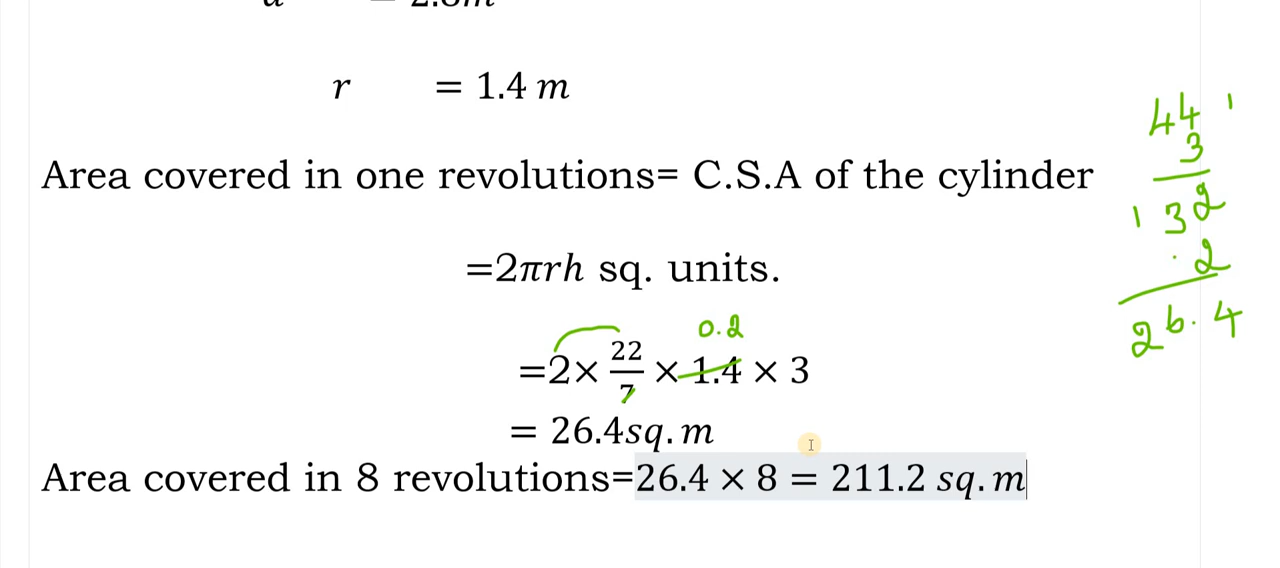 r = 1.4 m
Area covered in one revolutions= C.S.A of the cylinder
=2πrh sq. units.
0.2
=2× 22/7 × 1.4 × 3
= 26.4sq. m
Area covered in 8 revolutions=26.4 × 8 = 211.2 sq. m
44 1
3
132
.2
26.4